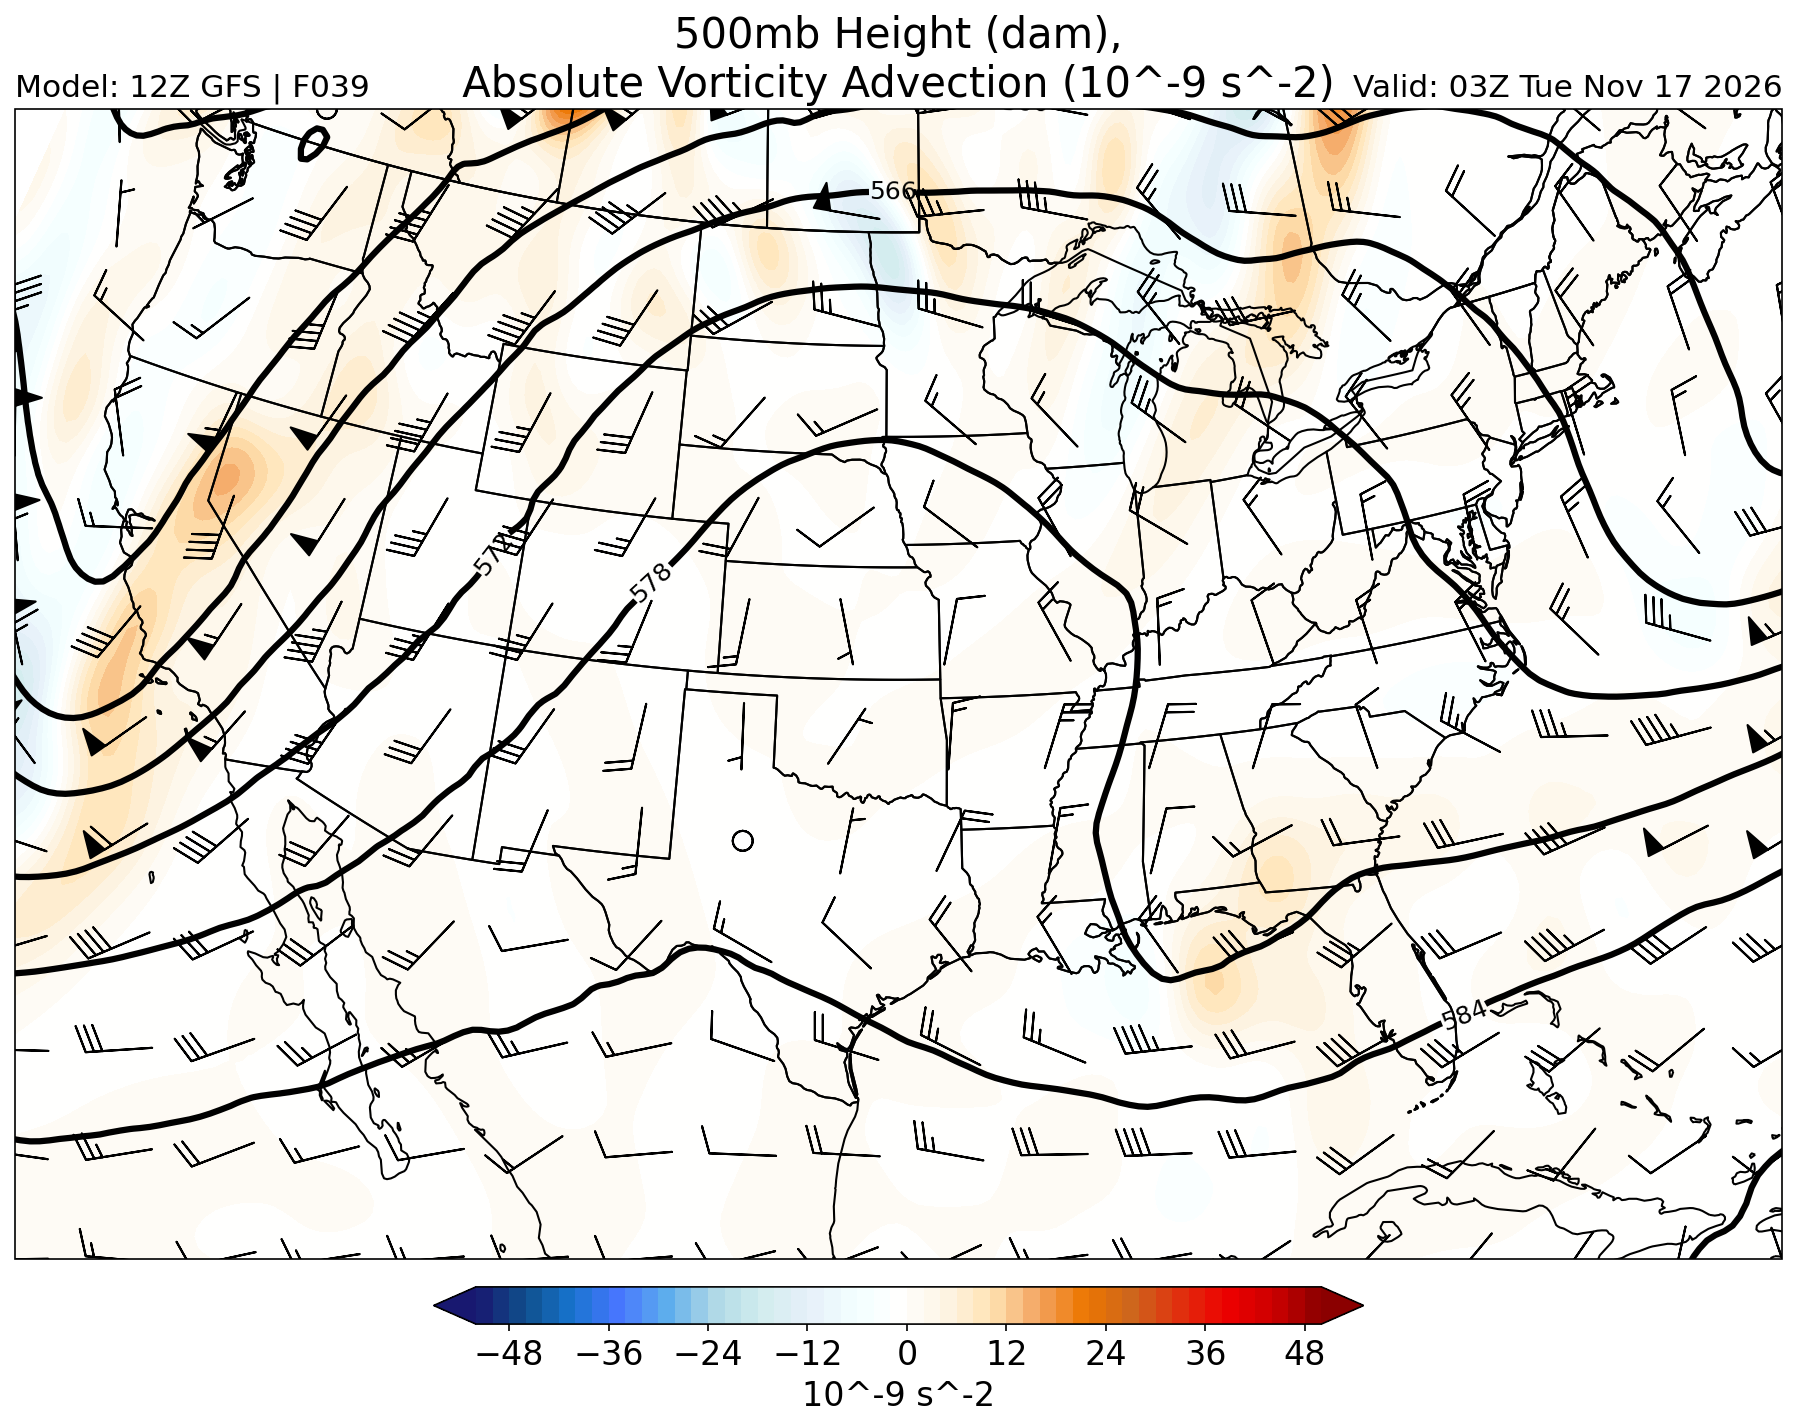 500mb Height (dam),
Model: 12Z GFS | F039
Absolute Vorticity Advection (10^-9 s^-2)
Valid: 03Z Tue Nov 17 2026
566
572
578
584
−48 −36 −24 −12 0 12 24 36 48
10^-9 s^-2